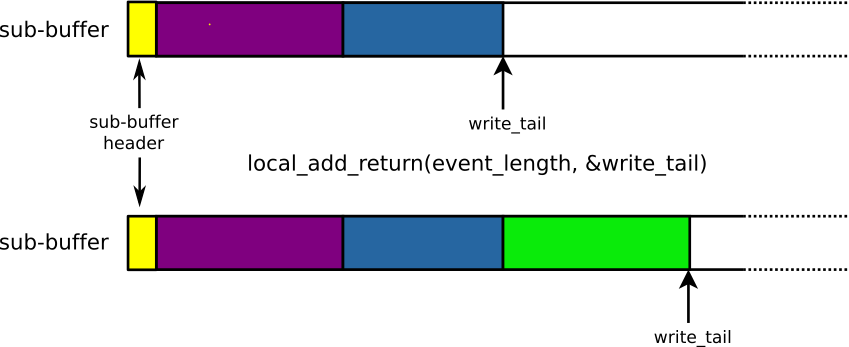 sub-buffer
write_tail
sub-buffer
header
local_add_return(event_length, &write_tail)
sub-buffer
write_tail